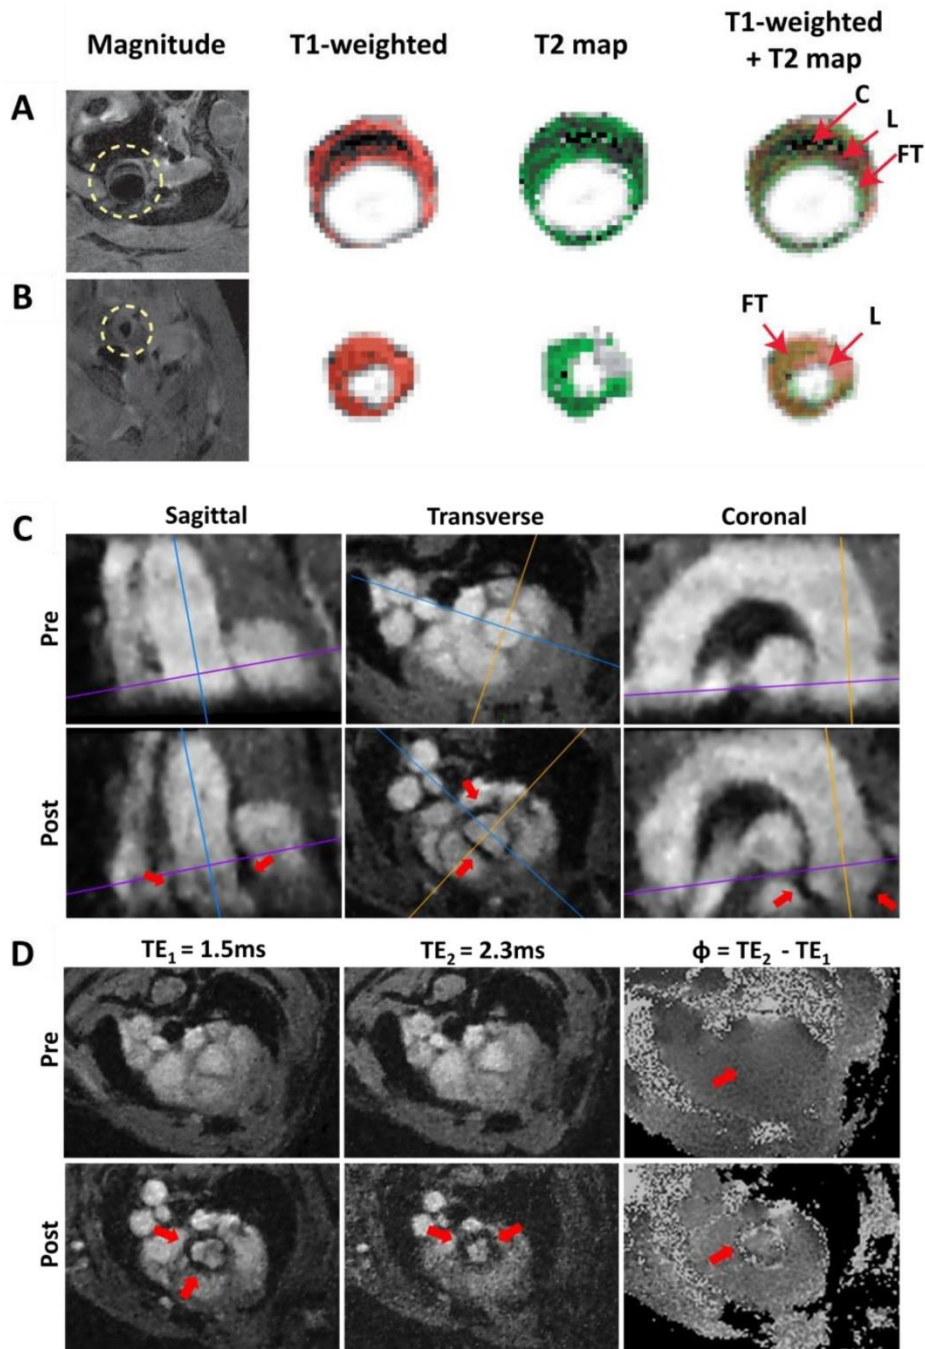 Magnitude T1-weighted T2 map T1-weighted
+ T2 map
A
C
L
FT
B
FT
L
C
Sagittal Transverse Coronal
Pre
Post
D
TE₁ = 1.5ms TE₂ = 2.3ms ϕ = TE₂ - TE₁
Pre
Post